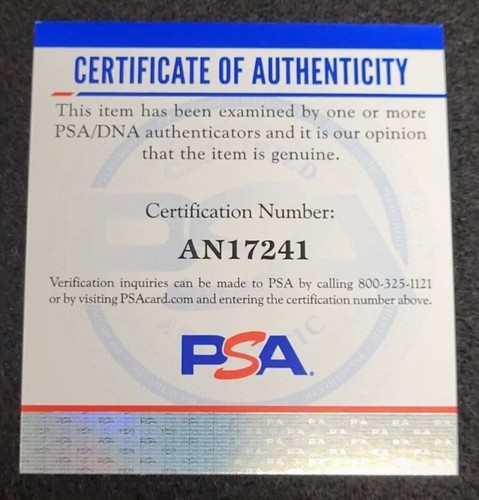 CERTIFICATE OF AUTHENTICITY
This item has been examined by one or more
PSA/DNA authenticators and it is our opinion
that the item is genuine.
Certification Number:
AN17241
Verification inquiries can be made to PSA by calling 800-325-1121
or by visiting PSAcard.com and entering the certification number above.
PSA.